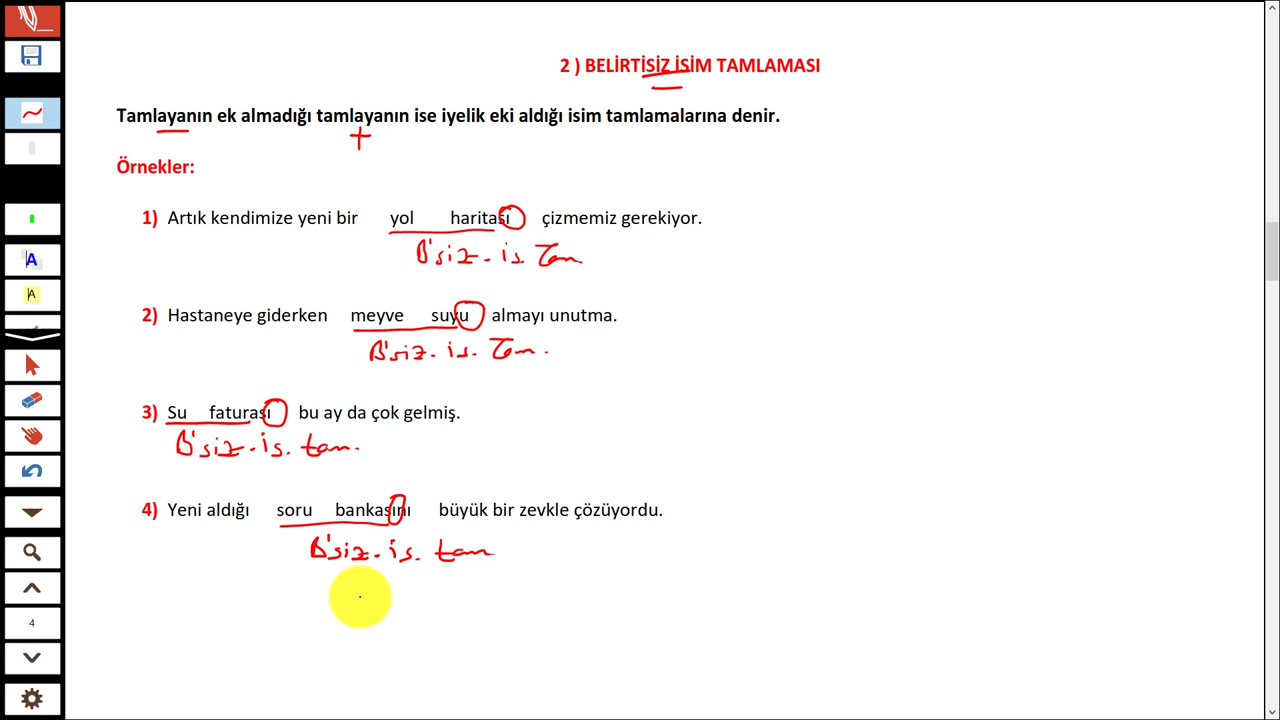 2 ) BELİRTİSİZ İSİM TAMLAMASI
Tamlayanın ek almadığı tamlayanın ise iyelik eki aldığı isim tamlamalarına denir.
+
Örnekler:
1) Artık kendimize yeni bir yol haritası çizmemiz gerekiyor.
B'siz. is. Tam
2) Hastaneye giderken meyve suyu almayı unutma.
B'siz. is. Tam.
3) Su faturası bu ay da çok gelmiş.
B'siz. is. tam.
4) Yeni aldığı soru bankasını büyük bir zevkle çözüyordu.
B'siz. is. tam
A
A
4